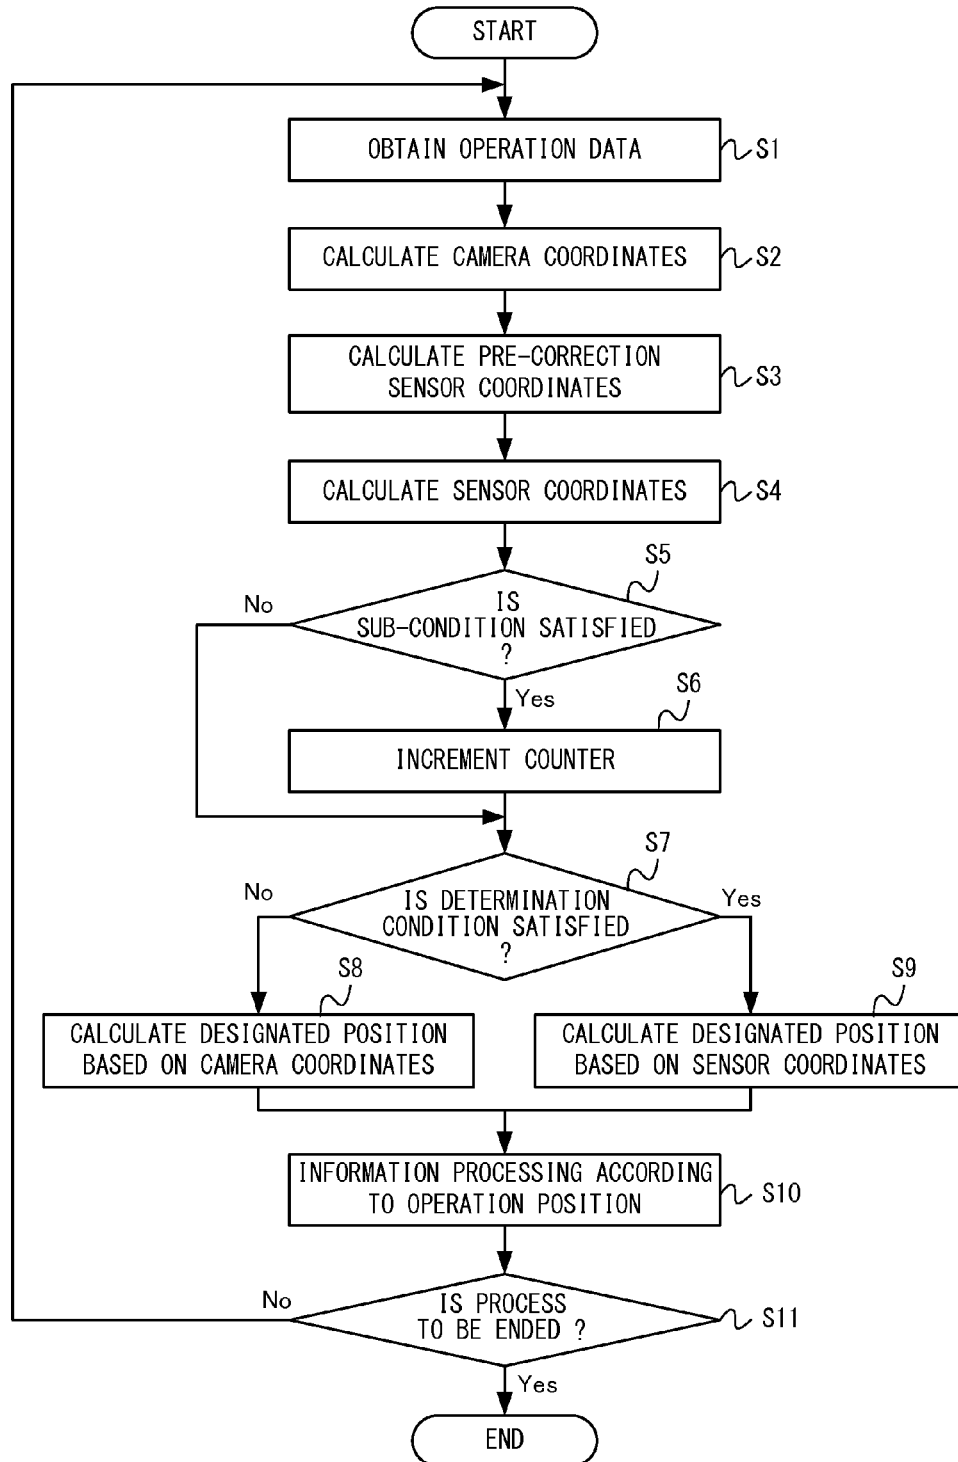 START
OBTAIN OPERATION DATA
S1
CALCULATE CAMERA COORDINATES
S2
CALCULATE PRE-CORRECTION
SENSOR COORDINATES
S3
CALCULATE SENSOR COORDINATES
S4
S5
No
IS
SUB-CONDITION SATISFIED
?
Yes
S6
INCREMENT COUNTER
S7
No
IS DETERMINATION
CONDITION SATISFIED
?
Yes
S8
CALCULATE DESIGNATED POSITION
BASED ON CAMERA COORDINATES
S9
CALCULATE DESIGNATED POSITION
BASED ON SENSOR COORDINATES
INFORMATION PROCESSING ACCORDING
TO OPERATION POSITION
S10
No
IS PROCESS
TO BE ENDED ?
S11
Yes
END